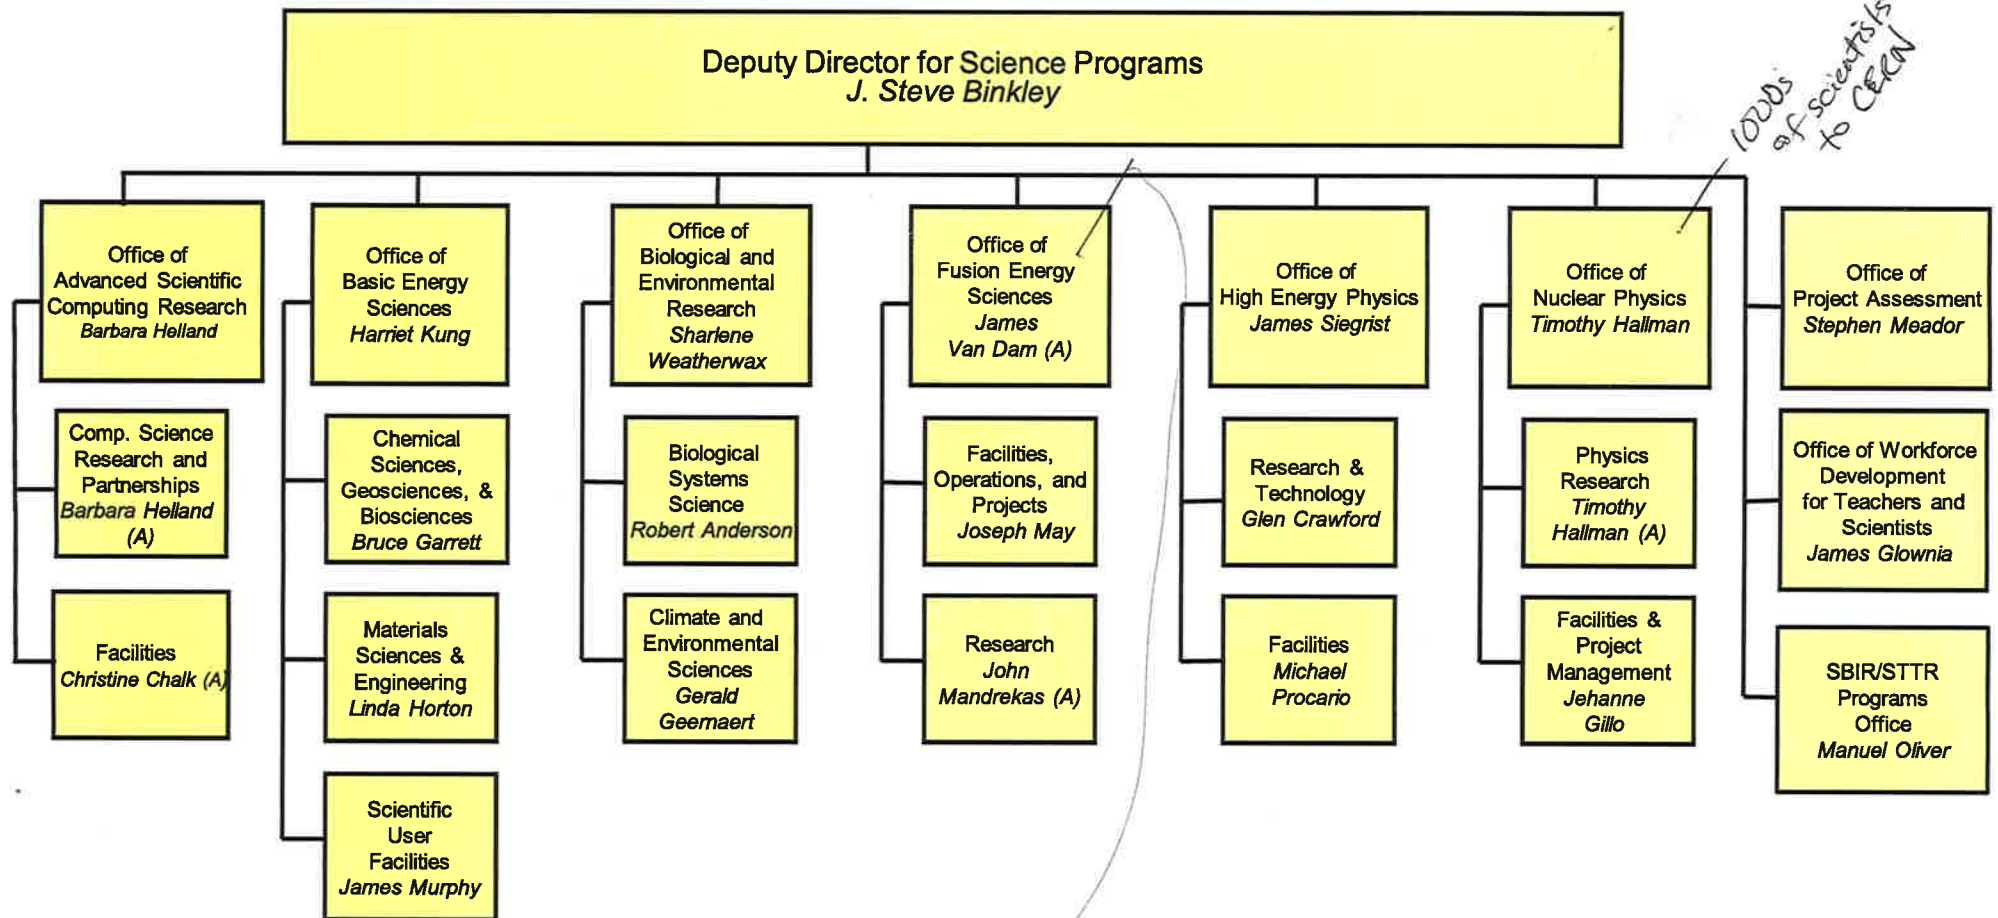 Deputy Director for Science Programs
J. Steve Binkley
1000s
of scientists
to CERN
Office of
Advanced Scientific
Computing Research
Barbara Helland
Comp. Science
Research and
Partnerships
Barbara Helland
(A)
Facilities
Christine Chalk (A)
Office of
Basic Energy
Sciences
Harriet Kung
Chemical
Sciences,
Geosciences, &
Biosciences
Bruce Garrett
Materials
Sciences &
Engineering
Linda Horton
Scientific
User
Facilities
James Murphy
Office of
Biological and
Environmental
Research
Sharlene
Weatherwax
Biological
Systems
Science
Robert Anderson
Climate and
Environmental
Sciences
Gerald
Geernaert
Office of
Fusion Energy
Sciences
James
Van Dam (A)
Facilities,
Operations, and
Projects
Joseph May
Research
John
Mandrekas (A)
Office of
High Energy Physics
James Siegrist
Research &
Technology
Glen Crawford
Facilities
Michael
Procario
Office of
Nuclear Physics
Timothy Hallman
Physics
Research
Timothy
Hallman (A)
Facilities &
Project
Management
Jehanne
Gillo
Office of
Project Assessment
Stephen Meador
Office of Workforce
Development
for Teachers and
Scientists
James Glownia
SBIR/STTR
Programs
Office
Manuel Oliver